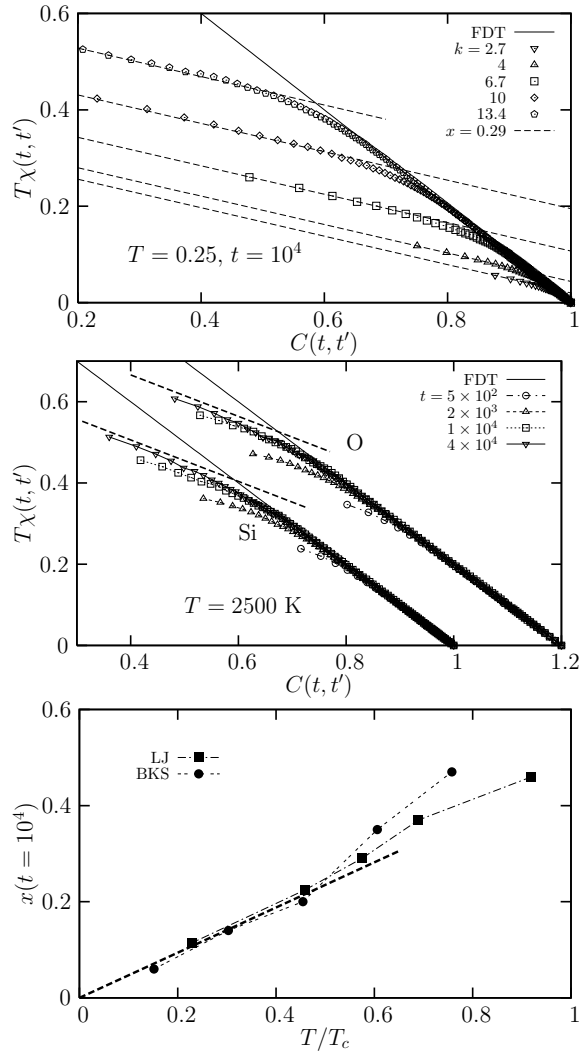 0.6
0.4
0.2
0
Tχ(t, t′)
FDT
k = 2.7
4
6.7
10
13.4
x = 0.29
T = 0.25, t = 10⁴
0.2 0.4 0.6 0.8 1
C(t, t′)
0.6
0.4
0.2
0
Tχ(t, t′)
FDT
t = 5 × 10²
2 × 10³
1 × 10⁴
4 × 10⁴
O
Si
T = 2500 K
0.4 0.6 0.8 1 1.2
C(t, t′)
0.6
0.4
0.2
0
x(t = 10⁴)
LJ
BKS
0 0.2 0.4 0.6 0.8 1
T/T_c